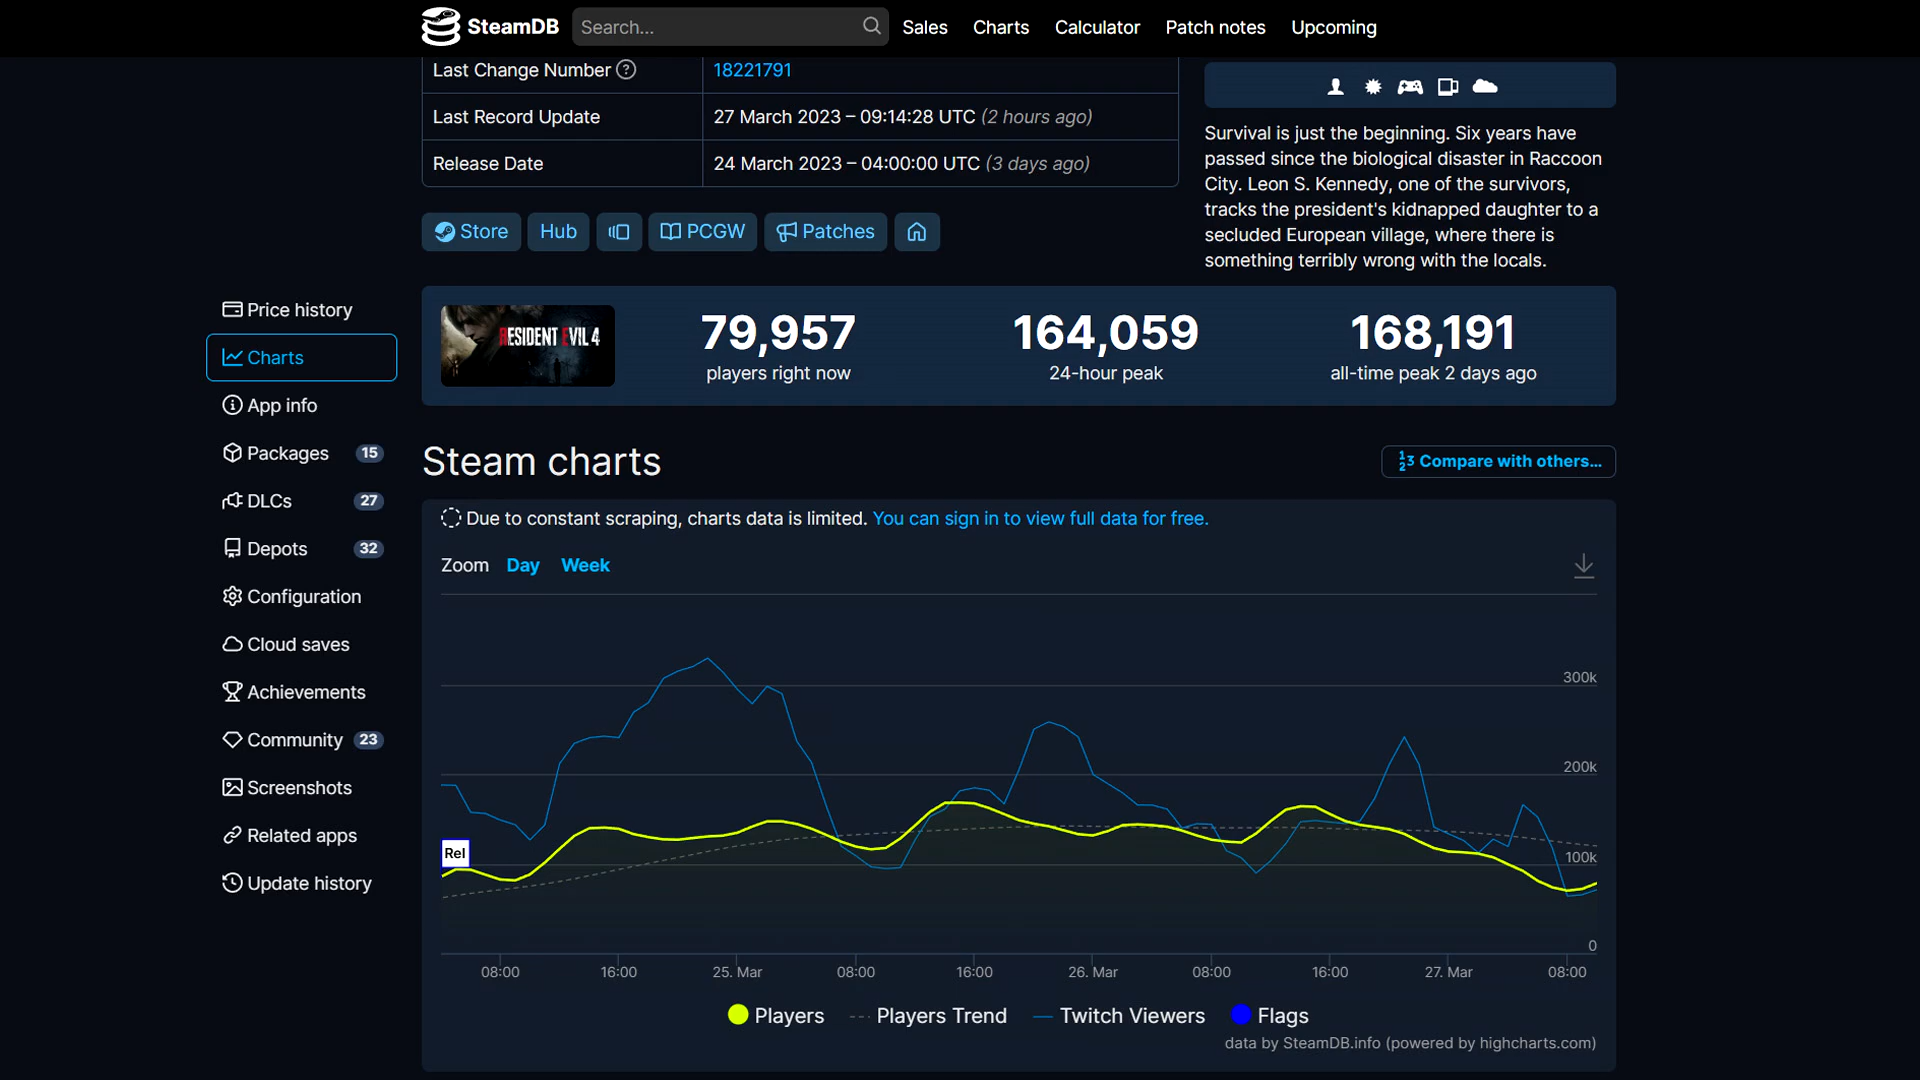 SteamDB Search... Sales Charts Calculator Patch notes Upcoming
Last Change Number 18221791
Last Record Update 27 March 2023 – 09:14:28 UTC (2 hours ago)
Release Date 24 March 2023 – 04:00:00 UTC (3 days ago)
Survival is just the beginning. Six years have
passed since the biological disaster in Raccoon
City. Leon S. Kennedy, one of the survivors,
tracks the president's kidnapped daughter to a
secluded European village, where there is
something terribly wrong with the locals.
Store Hub PCGW Patches
Price history
Charts
App info
Packages 15
DLCs 27
Depots 32
Configuration
Cloud saves
Achievements
Community 23
Screenshots
Related apps
Update history
RESIDENT EVIL 4
79,957 164,059 168,191
players right now 24-hour peak all-time peak 2 days ago
Steam charts
123 Compare with others...
Due to constant scraping, charts data is limited. You can sign in to view full data for free.
Zoom Day Week
300k
200k
Rel
100k
0
08:00 16:00 25. Mar 08:00 16:00 26. Mar 08:00 16:00 27. Mar 08:00
Players Players Trend Twitch Viewers Flags
data by SteamDB.info (powered by highcharts.com)